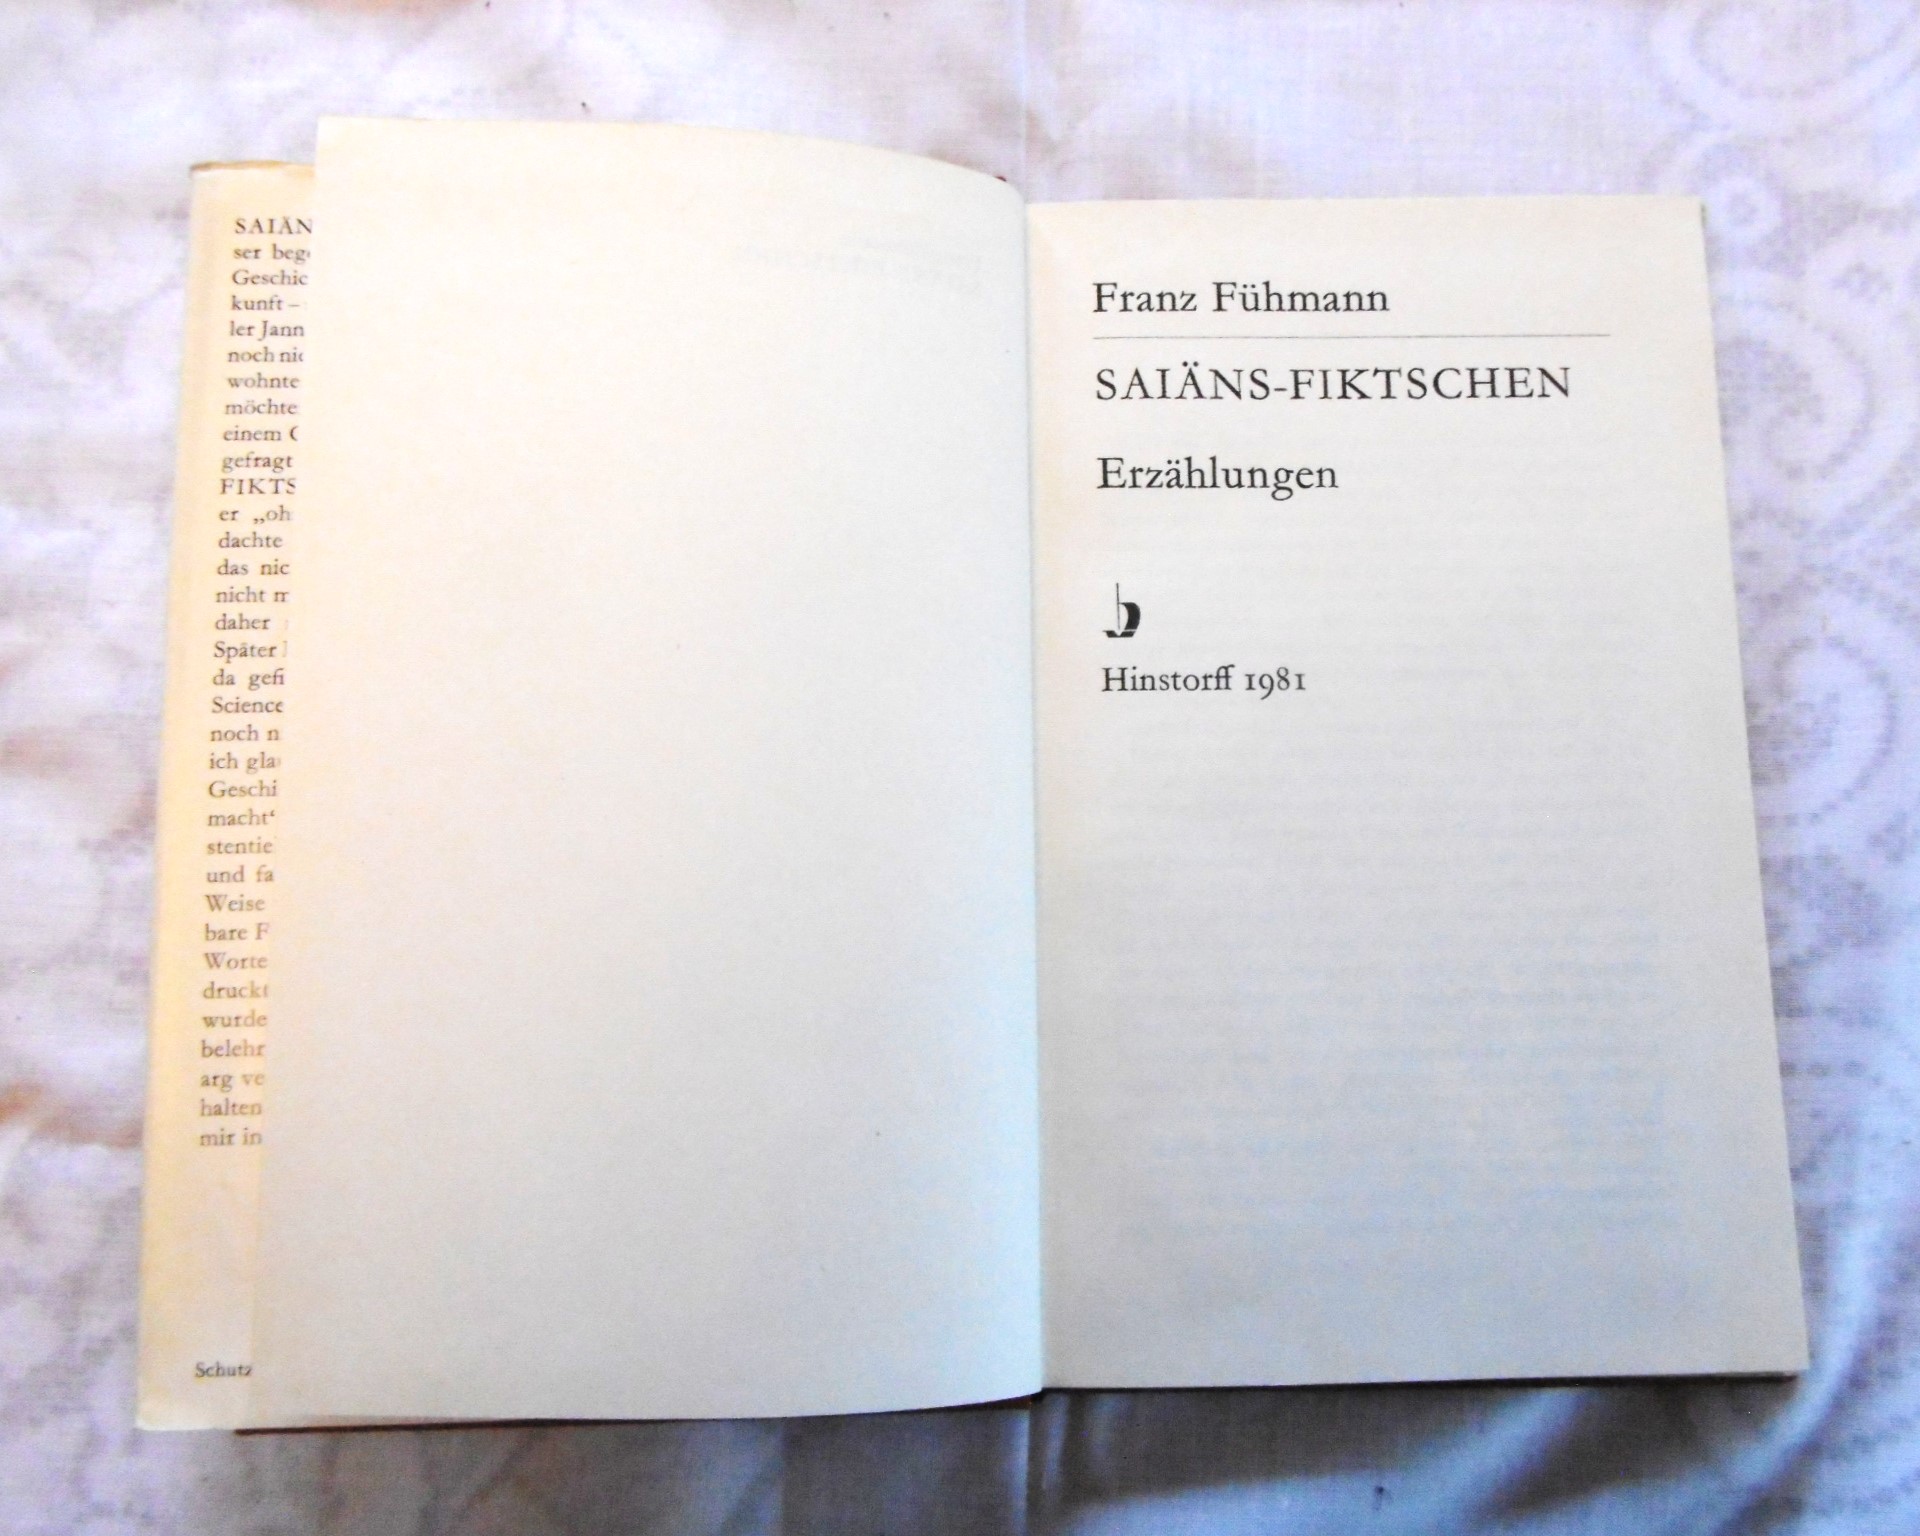 SAIÄN
ser beg
Geschic
kunft –
ler Jann
noch nic
wohnte
möchte
einem
gefragt
FIKTS
er „oh
dachte
das nic
nicht m
daher
Später
da gefi
Science
noch n
ich gla
Geschi
macht‘
stentie
und fa
Weise
bare F
Worte
druckt
wurde
belehr
arg ve
halten
mir in
Schutz
Franz Fühmann
SAIÄNS-FIKTSCHEN
Erzählungen
Hinstorff 1981